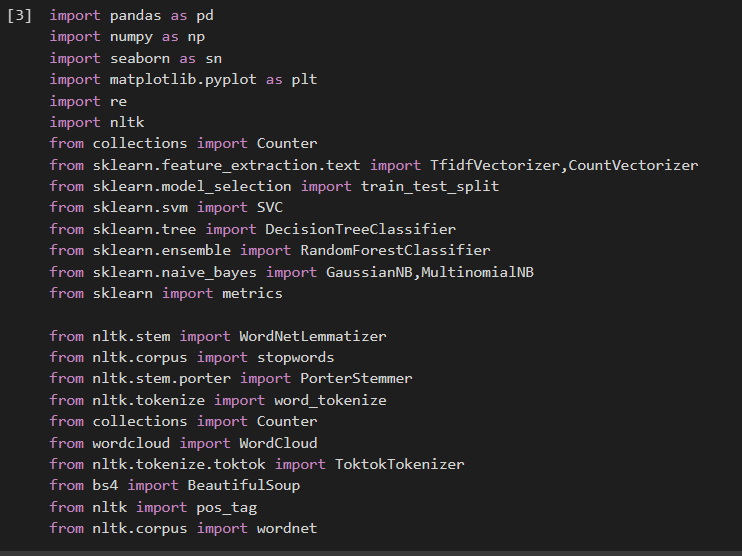 [3] import pandas as pd
import numpy as np
import seaborn as sn
import matplotlib.pyplot as plt
import re
import nltk
from collections import Counter
from sklearn.feature_extraction.text import TfidfVectorizer,CountVectorizer
from sklearn.model_selection import train_test_split
from sklearn.svm import SVC
from sklearn.tree import DecisionTreeClassifier
from sklearn.ensemble import RandomForestClassifier
from sklearn.naive_bayes import GaussianNB,MultinomialNB
from sklearn import metrics

from nltk.stem import WordNetLemmatizer
from nltk.corpus import stopwords
from nltk.stem.porter import PorterStemmer
from nltk.tokenize import word_tokenize
from collections import Counter
from wordcloud import WordCloud
from nltk.tokenize.toktok import ToktokTokenizer
from bs4 import BeautifulSoup
from nltk import pos_tag
from nltk.corpus import wordnet